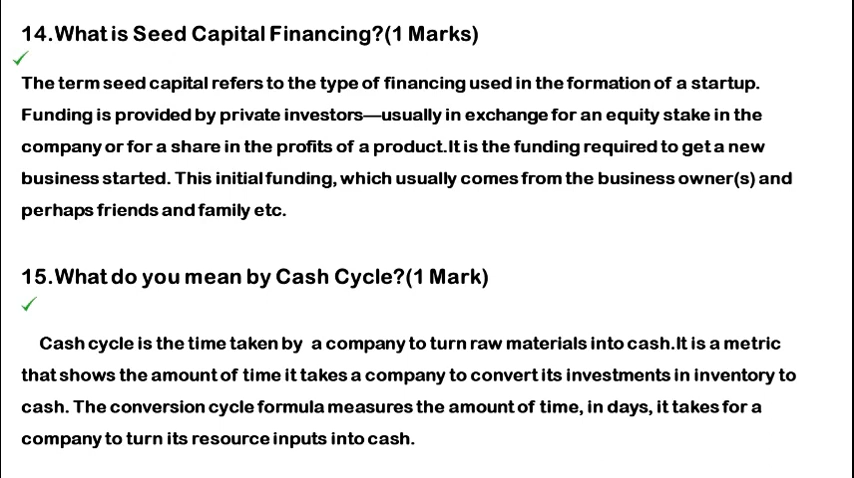 14.What is Seed Capital Financing?(1 Marks)
The term seed capital refers to the type of financing used in the formation of a startup.
Funding is provided by private investors—usually in exchange for an equity stake in the
company or for a share in the profits of a product.It is the funding required to get a new
business started. This initial funding, which usually comes from the business owner(s) and
perhaps friends and family etc.
15.What do you mean by Cash Cycle?(1 Mark)
Cash cycle is the time taken by a company to turn raw materials into cash.It is a metric
that shows the amount of time it takes a company to convert its investments in inventory to
cash. The conversion cycle formula measures the amount of time, in days, it takes for a
company to turn its resource inputs into cash.